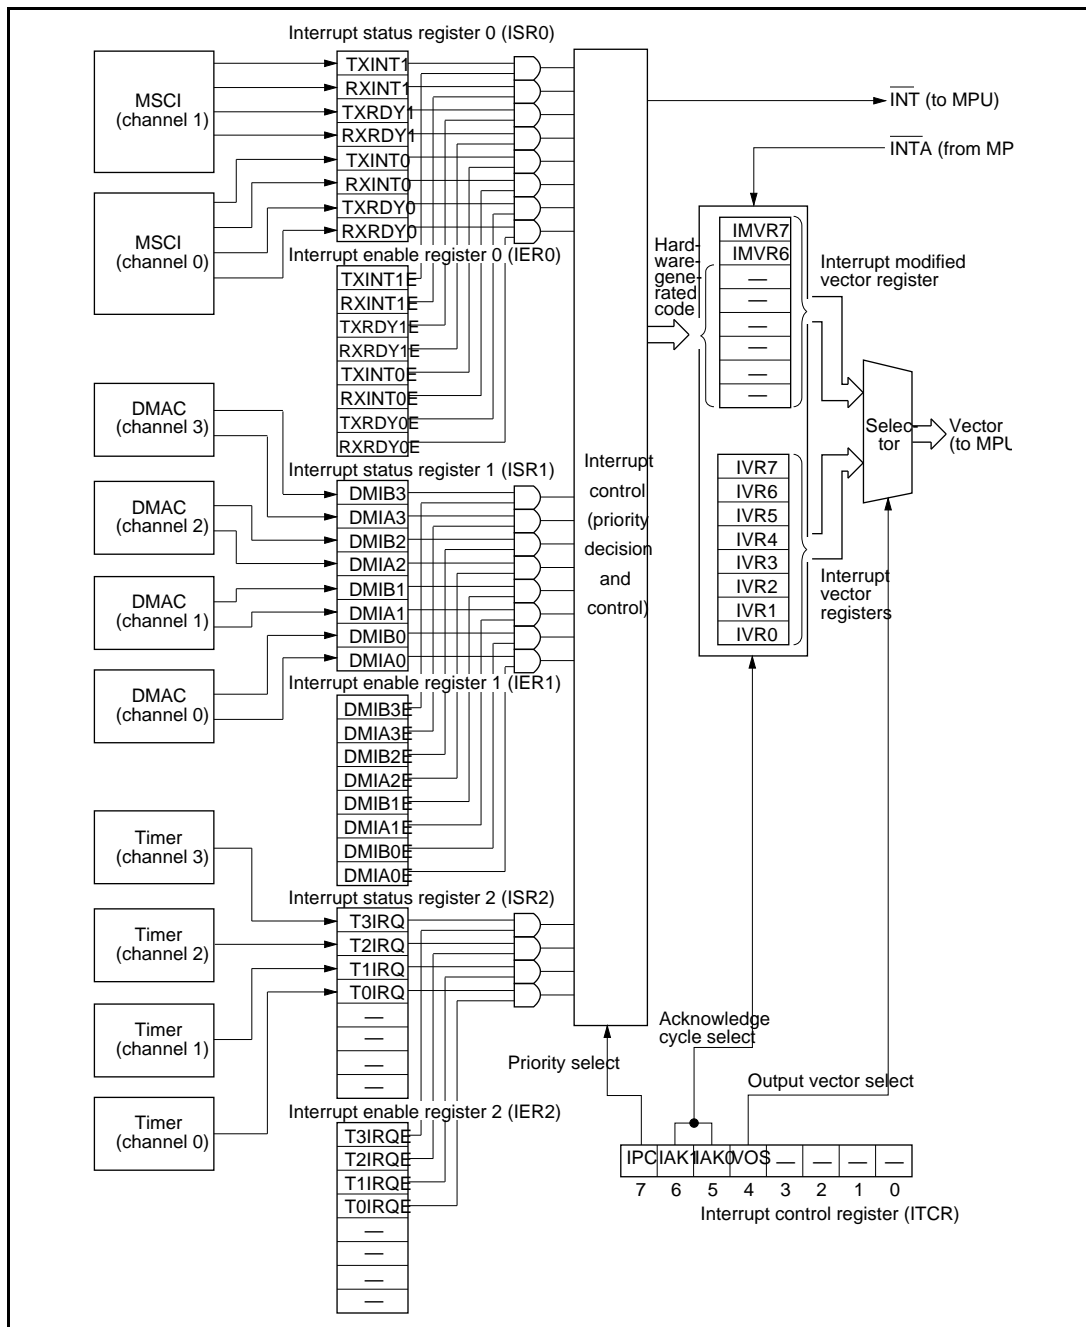 Interrupt status register 0 (ISR0)
MSCI
(channel 1)
TXINT1
RXINT1
TXRDY1
RXRDY1
TXINT0
RXINT0
TXRDY0
RXRDY0
MSCI
(channel 0)
Interrupt enable register 0 (IER0)
TXINT1E
RXINT1E
TXRDY1E
RXRDY1E
TXINT0E
RXINT0E
TXRDY0E
RXRDY0E
DMAC
(channel 3)
DMAC
(channel 2)
DMAC
(channel 1)
DMAC
(channel 0)
Interrupt status register 1 (ISR1)
DMIB3
DMIA3
DMIB2
DMIA2
DMIB1
DMIA1
DMIB0
DMIA0
Interrupt enable register 1 (IER1)
DMIB3E
DMIA3E
DMIB2E
DMIA2E
DMIB1E
DMIA1E
DMIB0E
DMIA0E
Timer
(channel 3)
Timer
(channel 2)
Timer
(channel 1)
Timer
(channel 0)
Interrupt status register 2 (ISR2)
T3IRQ
T2IRQ
T1IRQ
T0IRQ
—
—
—
—
Interrupt enable register 2 (IER2)
T3IRQE
T2IRQE
T1IRQE
T0IRQE
—
—
—
—
Interrupt
control
(priority
decision
and
control)
INT (to MPU)
INTA (from MP
Hard-
ware-
gene-
rated
code
IMVR7
IMVR6
—
—
—
—
—
—
Interrupt modified
vector register
IVR7
IVR6
IVR5
IVR4
IVR3
IVR2
IVR1
IVR0
Interrupt
vector
registers
Selec-
tor
Vector
(to MPU
Acknowledge
cycle select
Priority select
Output vector select
IPC IAK1 IAK0 VOS — — — —
7 6 5 4 3 2 1 0
Interrupt control register (ITCR)